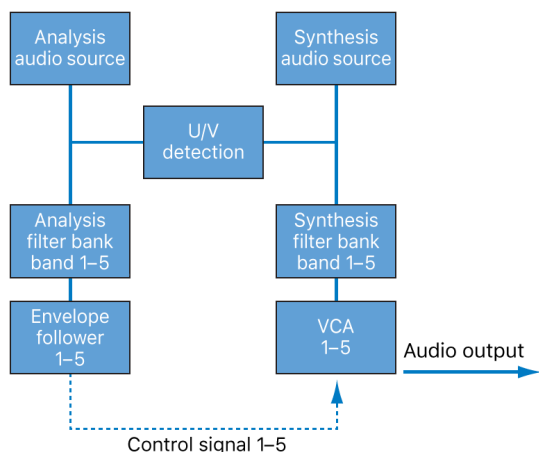 Analysis
audio source
Synthesis
audio source
U/V
detection
Analysis
filter bank
band 1–5
Synthesis
filter bank
band 1–5
Envelope
follower
1–5
VCA
1–5
Audio output
Control signal 1–5